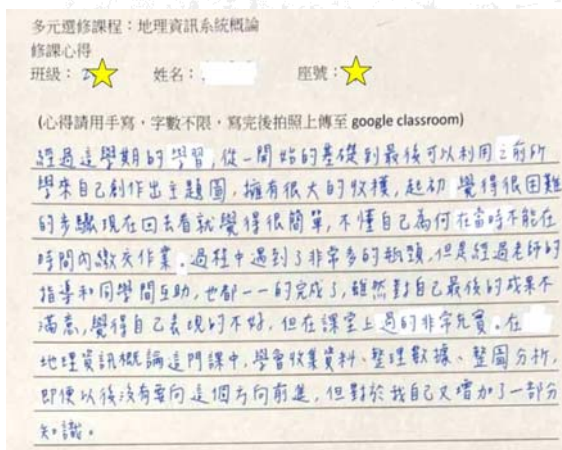 多元選修課程：地理資訊系統概論
修課心得
班級：2
姓名：
座號：
(心得請用手寫，字數不限，寫完後拍照上傳至 google classroom)
經過這學期的學習，從一開始的基礎到最後可以利用之前所
學來自己創作出主題圖，擁有很大的收穫，起初覺得很困難
的步驟現在回去看就覺得很簡單，不懂自己為何在當時不能在
時間內繳交作業。過程中遇到了非常多的瓶頸，但是經過老師的
指導和同學間互助，也都一一的完成了，雖然對自己最後的成果不
滿意，覺得自己表現的不好，但在課堂上過的非常充實。在
地理資訊概論這門課中，學會收集資料、整理數據、整圖分析，
即便以後沒有要向這個方向前進，但對於我自己又增加了一部分
知識。